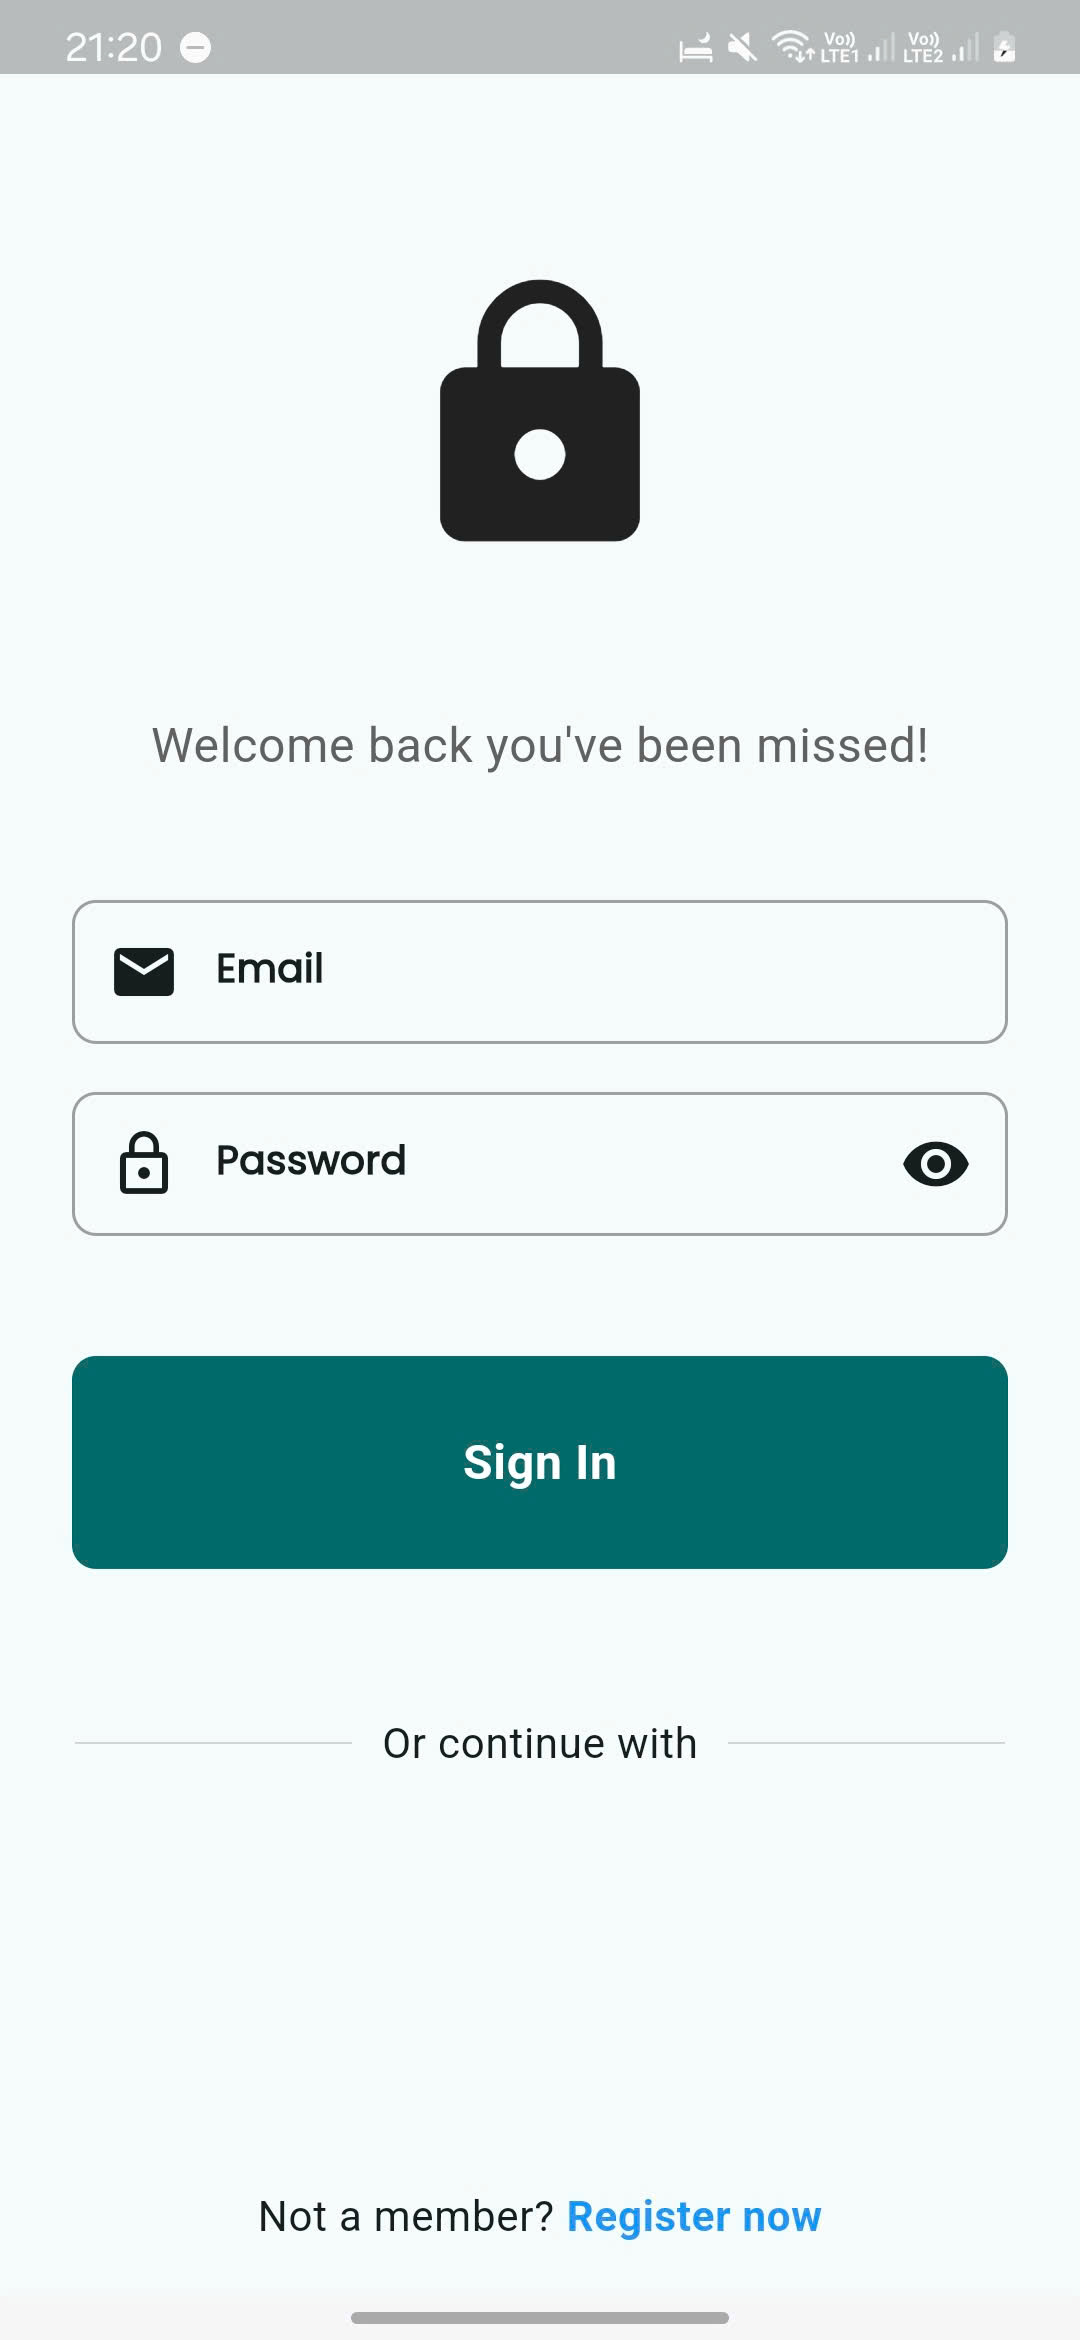 21:20 Vo)) LTE1 Vo)) LTE2
Welcome back you've been missed!
Email
Password
Sign In
Or continue with
Not a member? Register now